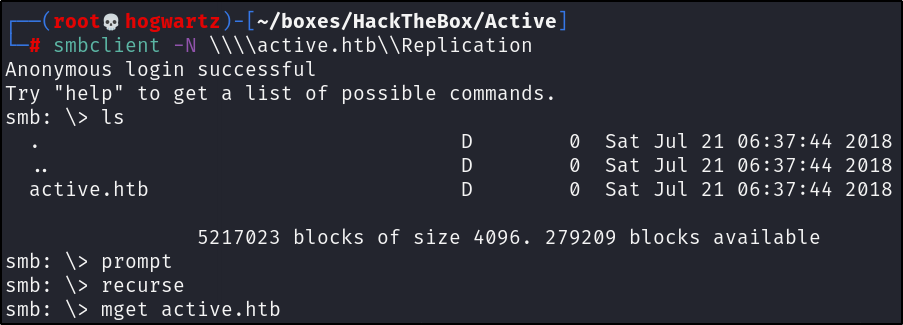 ┌──(root💀hogwartz)-[~/boxes/HackTheBox/Active]
└─# smbclient -N \\\\active.htb\\Replication
Anonymous login successful
Try "help" to get a list of possible commands.
smb: \> ls
  .                                   D        0  Sat Jul 21 06:37:44 2018
  ..                                  D        0  Sat Jul 21 06:37:44 2018
  active.htb                          D        0  Sat Jul 21 06:37:44 2018
                5217023 blocks of size 4096. 279209 blocks available
smb: \> prompt
smb: \> recurse
smb: \> mget active.htb